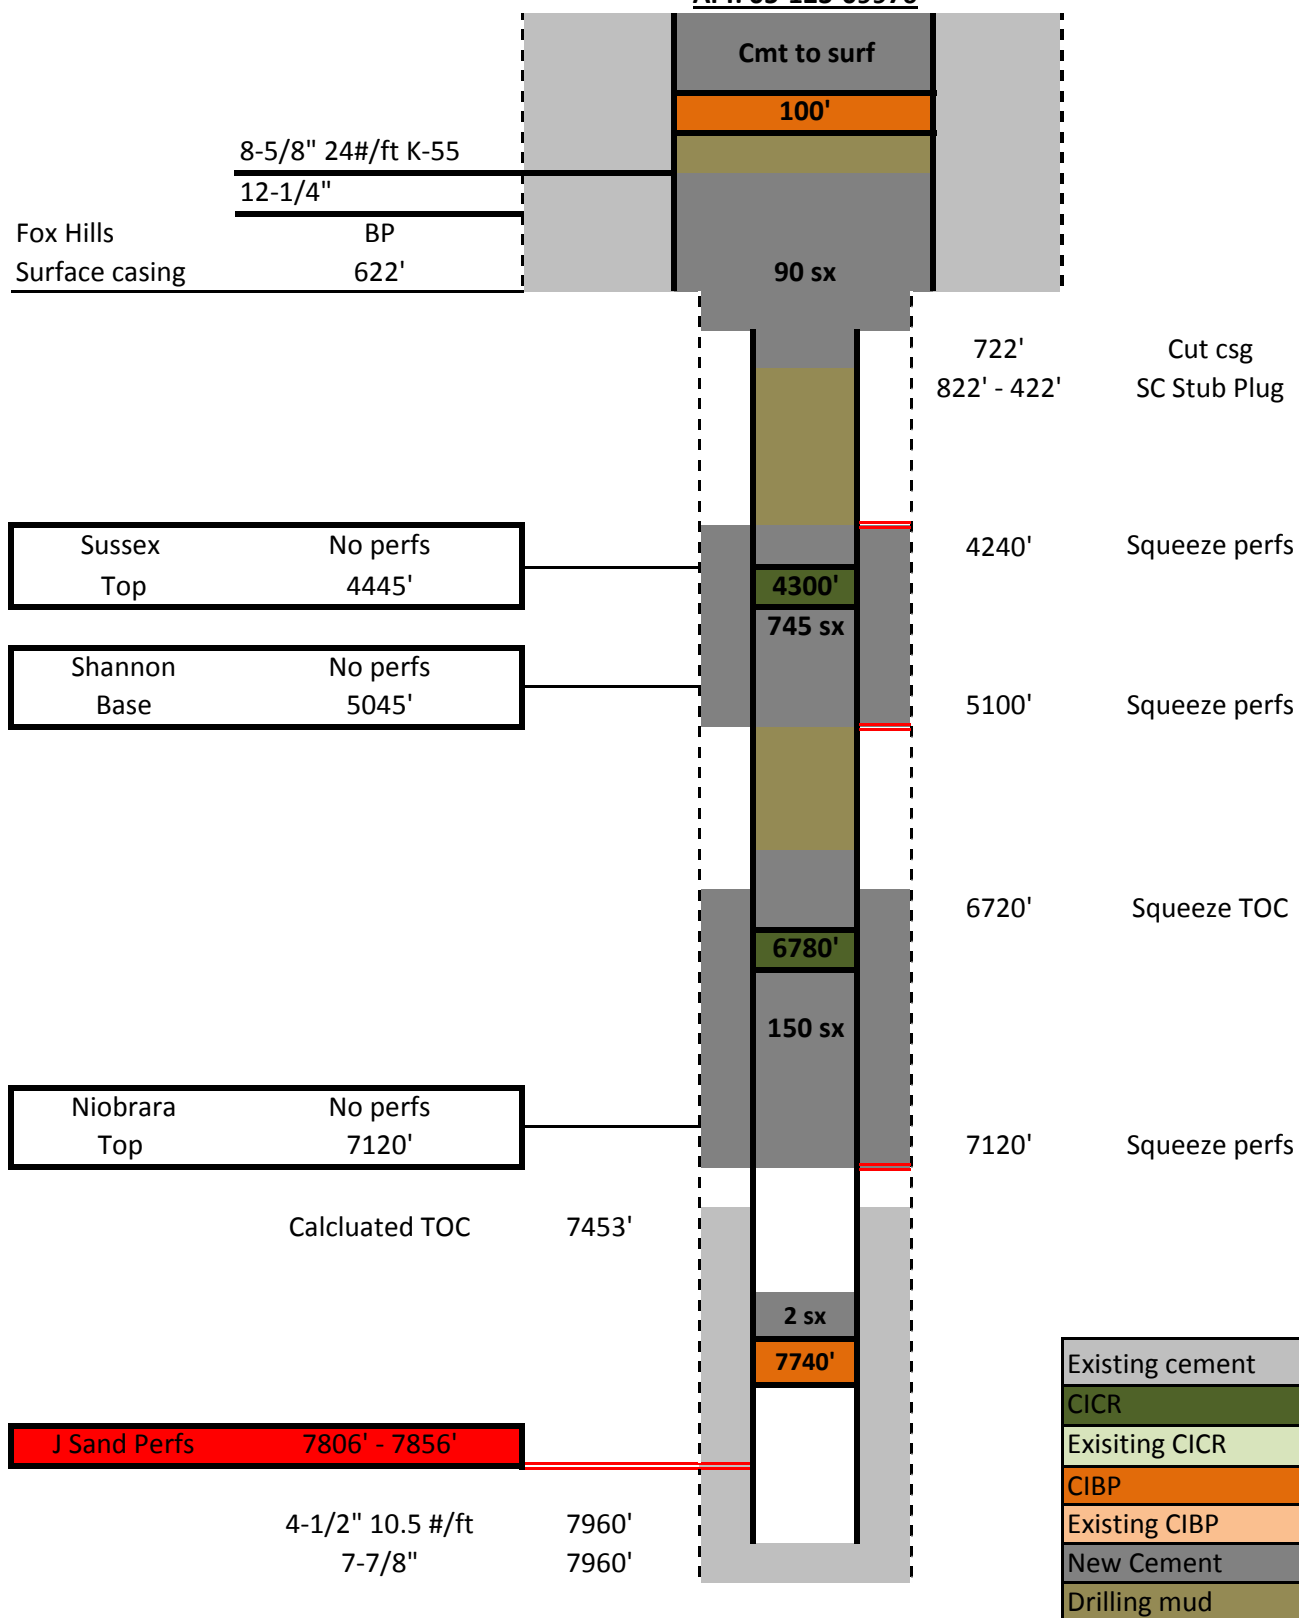 Cmt to surf
100'
8-5/8" 24#/ft K-55
12-1/4"
Fox Hills BP
Surface casing 622'
90 sx
722' Cut csg
822' - 422' SC Stub Plug
Sussex No perfs
4240' Squeeze perfs
Top 4445'
4300'
745 sx
Shannon No perfs
Base 5045'
5100' Squeeze perfs
6720' Squeeze TOC
6780'
150 sx
Niobrara No perfs
Top 7120'
7120' Squeeze perfs
Calcluated TOC 7453'
2 sx
7740'
Existing cement
CICR
Exisiting CICR
CIBP
Existing CIBP
New Cement
Drilling mud
J Sand Perfs 7806' - 7856'
4-1/2" 10.5 #/ft 7960'
7-7/8" 7960'